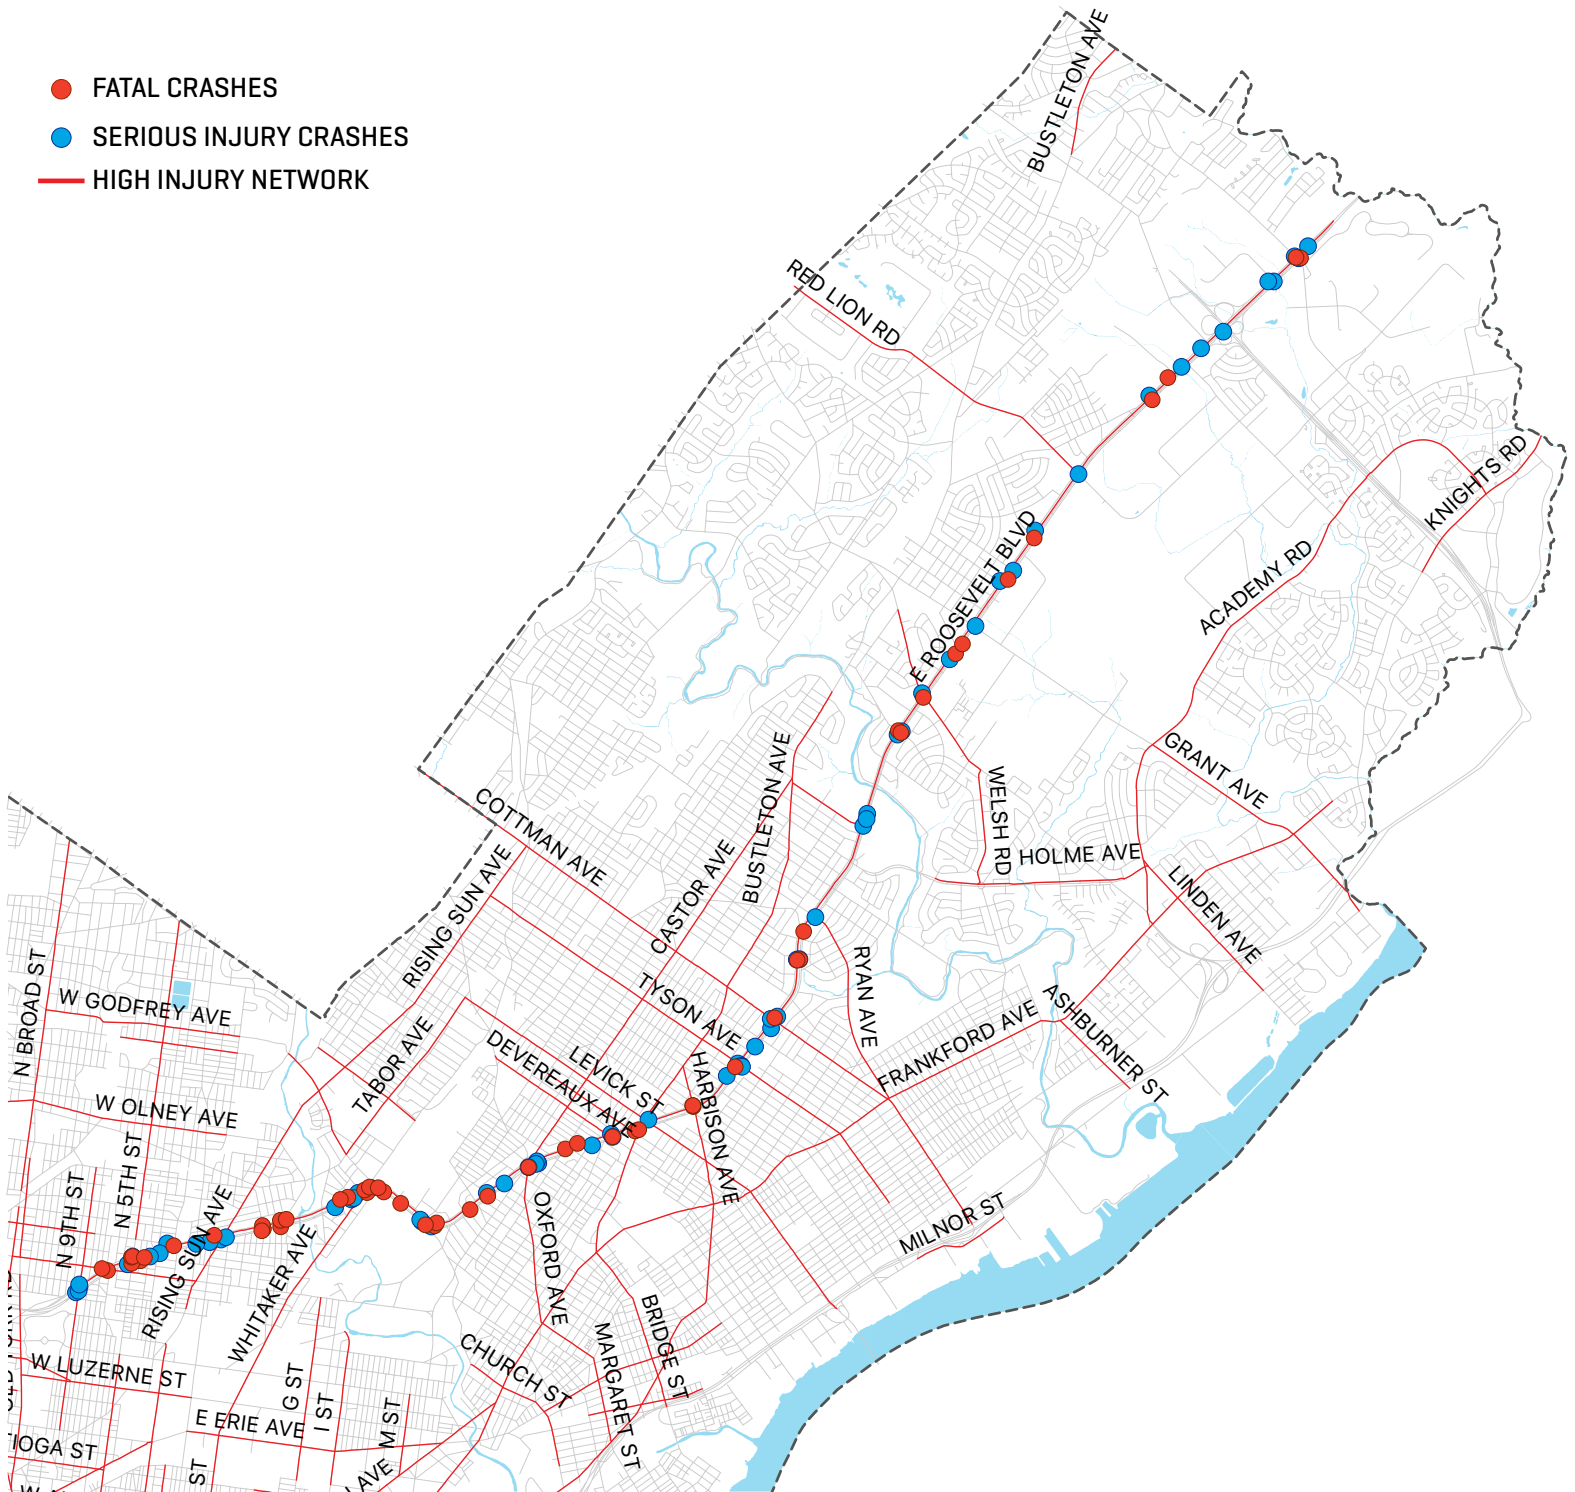 FATAL CRASHES
SERIOUS INJURY CRASHES
HIGH INJURY NETWORK
BUSTLETON AVE
RED LION RD
KNIGHTS RD
E ROOSEVELT BLVD
ACADEMY RD
GRANT AVE
WELSH RD
HOLME AVE
LINDEN AVE
COTTMAN AVE
BUSTLETON AVE
CASTOR AVE
RISING SUN AVE
RYAN AVE
TYSON AVE
FRANKFORD AVE
ASHBURNER ST
N BROAD ST
W GODFREY AVE
TABOR AVE
DEVEREAUX AVE
LEVICK ST
HARBISON AVE
W OLNEY AVE
N 5TH ST
N 9TH ST
RISING SUN AVE
WHITAKER AVE
OXFORD AVE
MILNOR ST
BRIDGE ST
MARGARET ST
CHURCH ST
W LUZERNE ST
G ST
I ST
M ST
E ERIE AVE
IOGA ST
ST
AVE